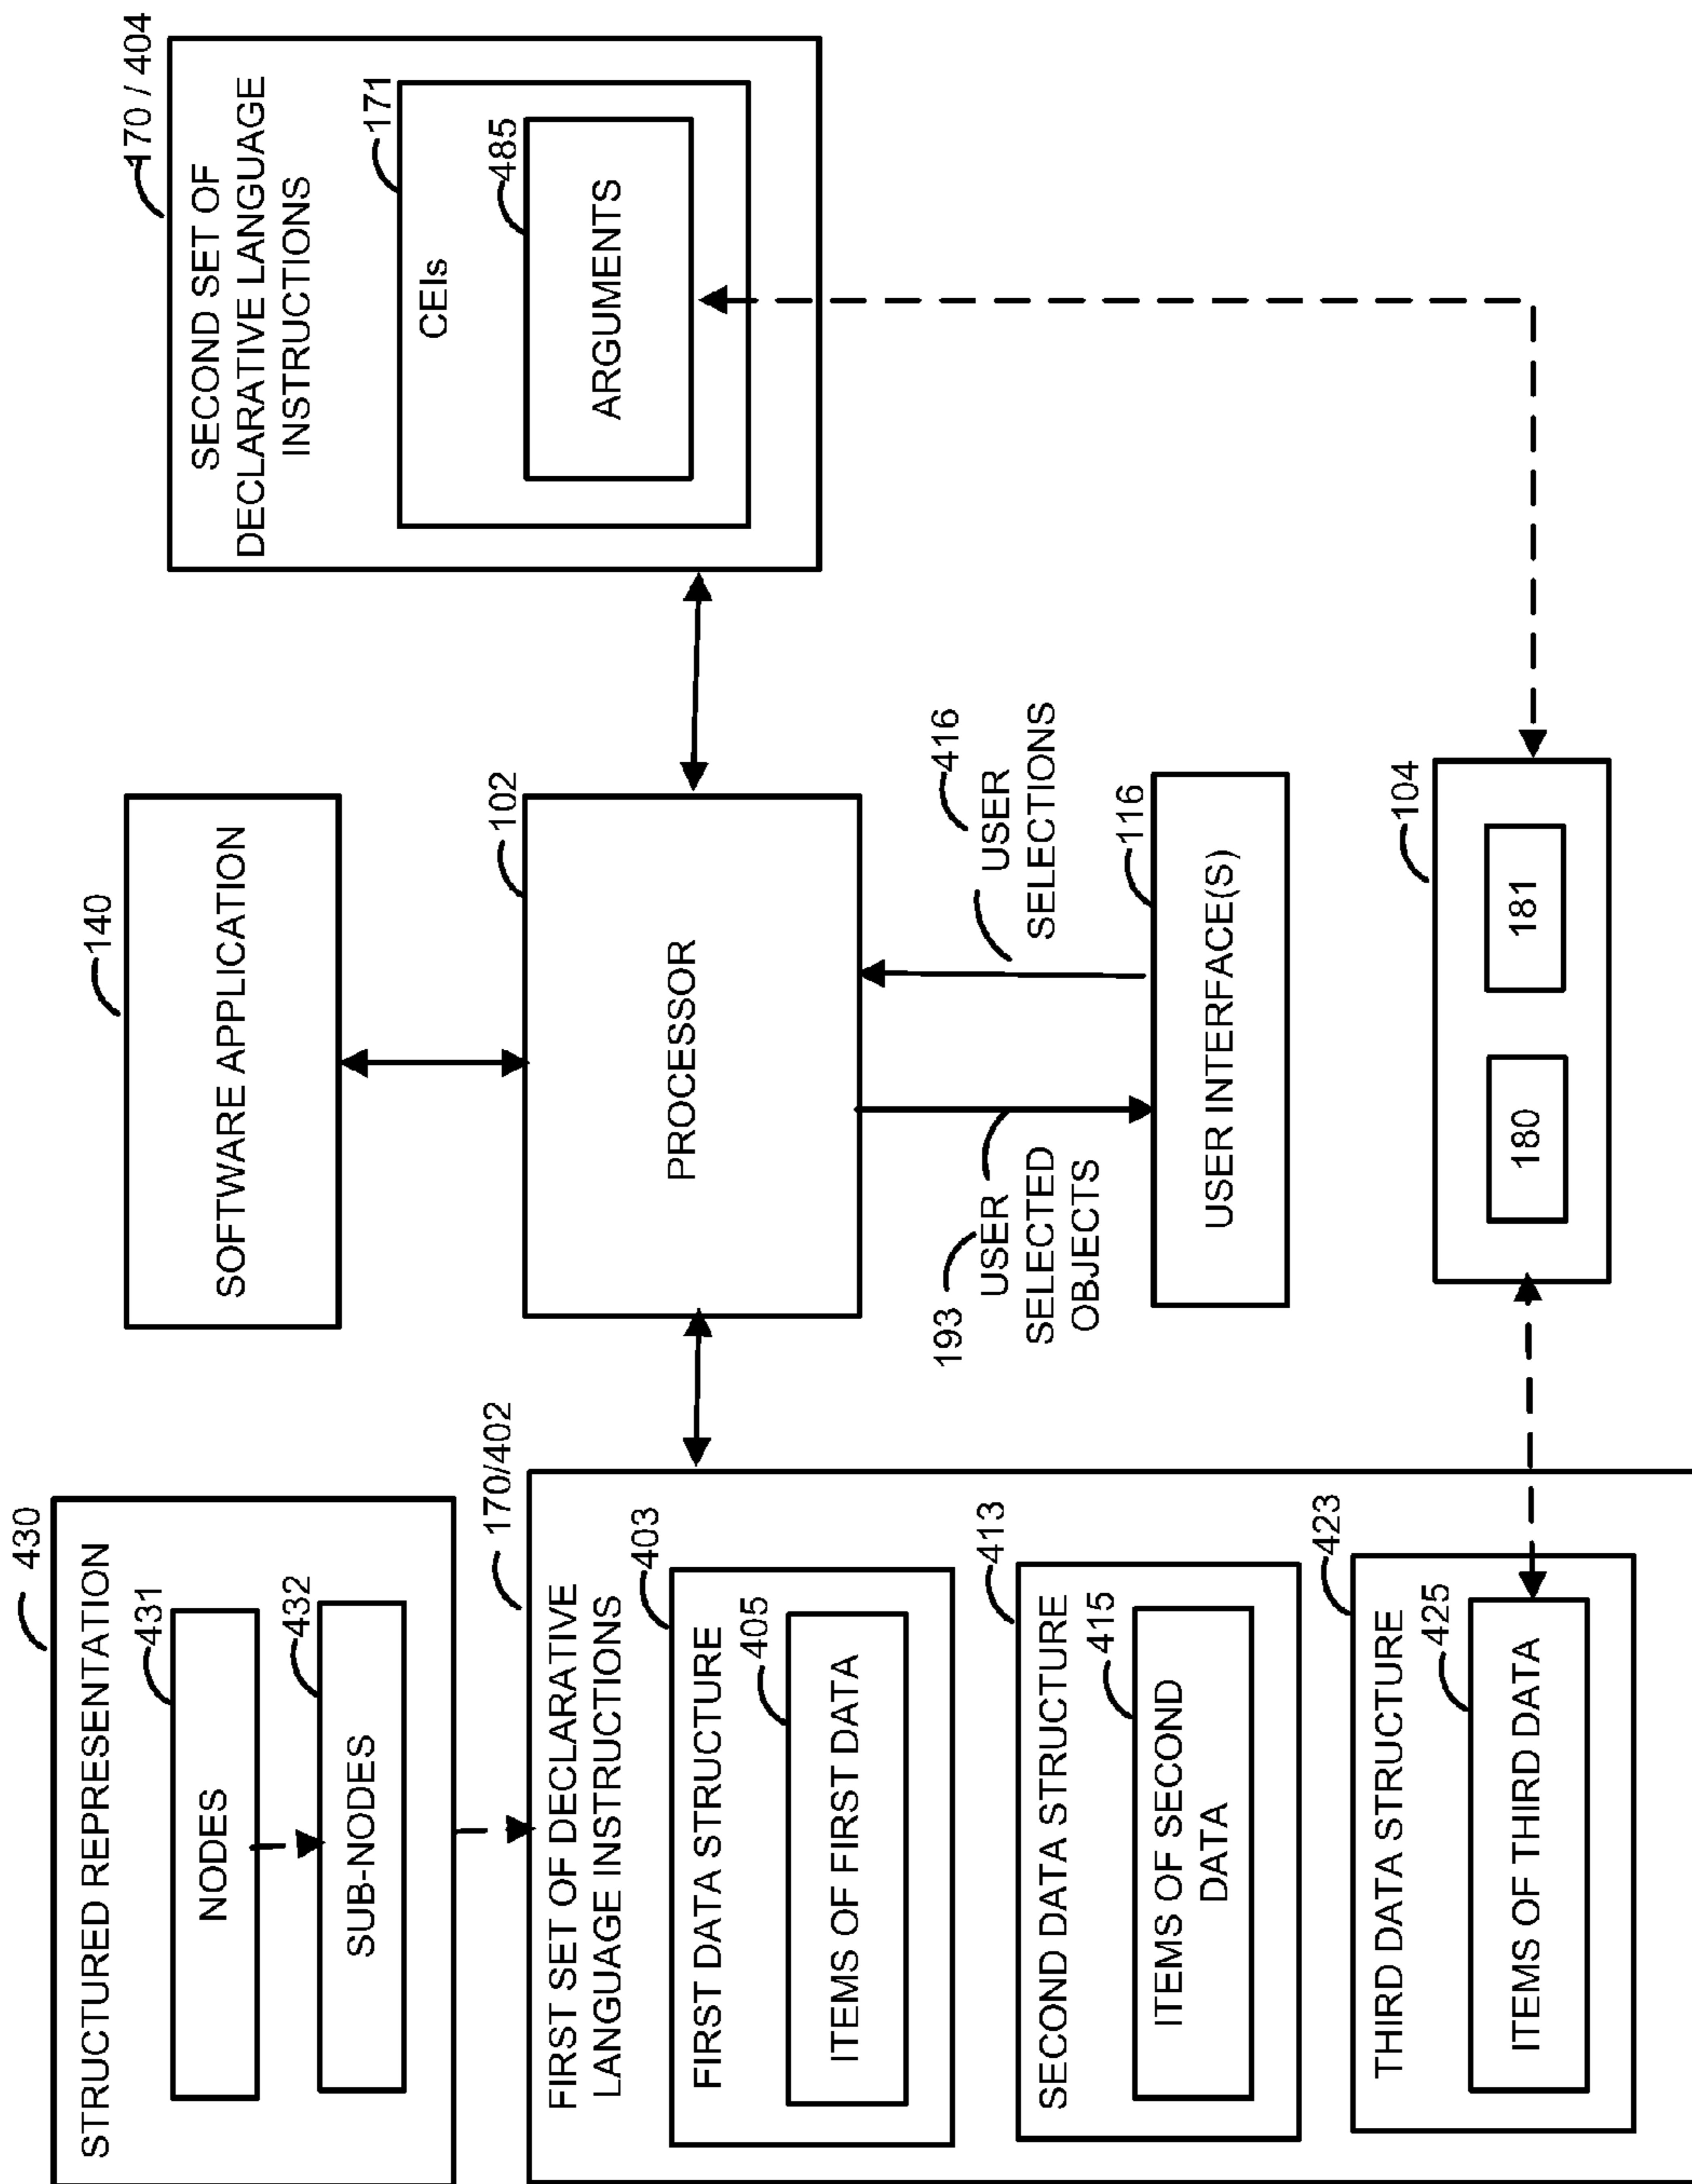 430
STRUCTURED REPRESENTATION
431
NODES
432
SUB-NODES
170/402
FIRST SET OF DECLARATIVE
LANGUAGE INSTRUCTIONS
403
FIRST DATA STRUCTURE
405
ITEMS OF FIRST DATA
413
SECOND DATA STRUCTURE
415
ITEMS OF SECOND
DATA
423
THIRD DATA STRUCTURE
425
ITEMS OF THIRD DATA
140
SOFTWARE APPLICATION
102
PROCESSOR
193
USER
SELECTED
OBJECTS
416
USER
SELECTIONS
116
USER INTERFACE(S)
104
180
181
170 / 404
SECOND SET OF
DECLARATIVE LANGUAGE
INSTRUCTIONS
171
CEIs
485
ARGUMENTS